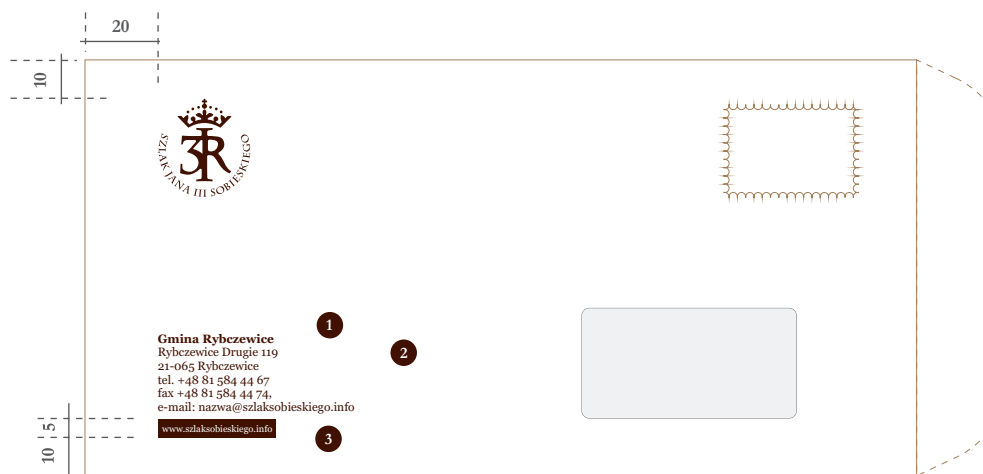 20
10
3R
SZLAK JANA III SOBIESKIEGO
1
Gmina Rybczewice
Rybczewice Drugie 119
2
21-065 Rybczewice
tel. +48 81 584 44 67
fax +48 81 584 44 74,
e-mail: nazwa@szlaksobieskiego.info
5
www.szlaksobieskiego.info
3
10